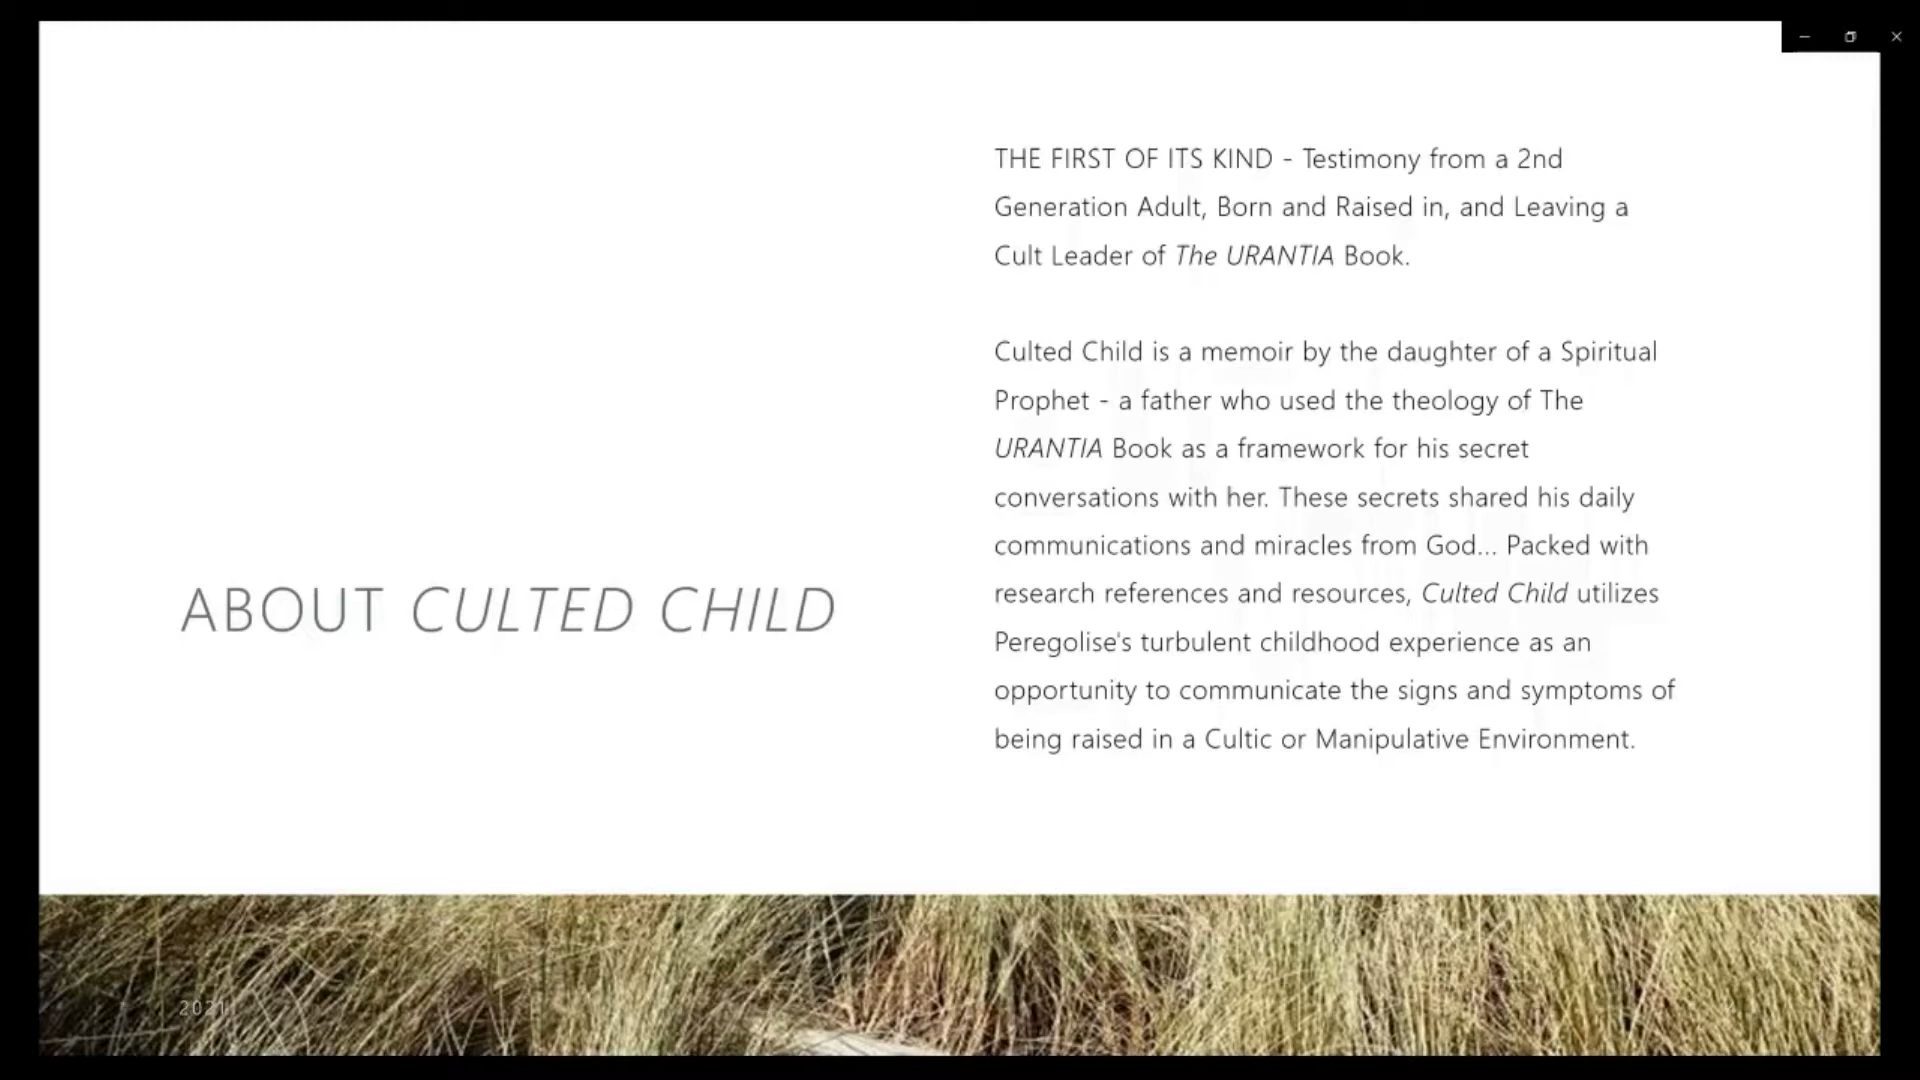 THE FIRST OF ITS KIND - Testimony from a 2nd
Generation Adult, Born and Raised in, and Leaving a
Cult Leader of The URANTIA Book.
Culted Child is a memoir by the daughter of a Spiritual
Prophet - a father who used the theology of The
URANTIA Book as a framework for his secret
conversations with her. These secrets shared his daily
communications and miracles from God... Packed with
research references and resources, Culted Child utilizes
Peregolise's turbulent childhood experience as an
opportunity to communicate the signs and symptoms of
being raised in a Cultic or Manipulative Environment.
ABOUT CULTED CHILD
2021